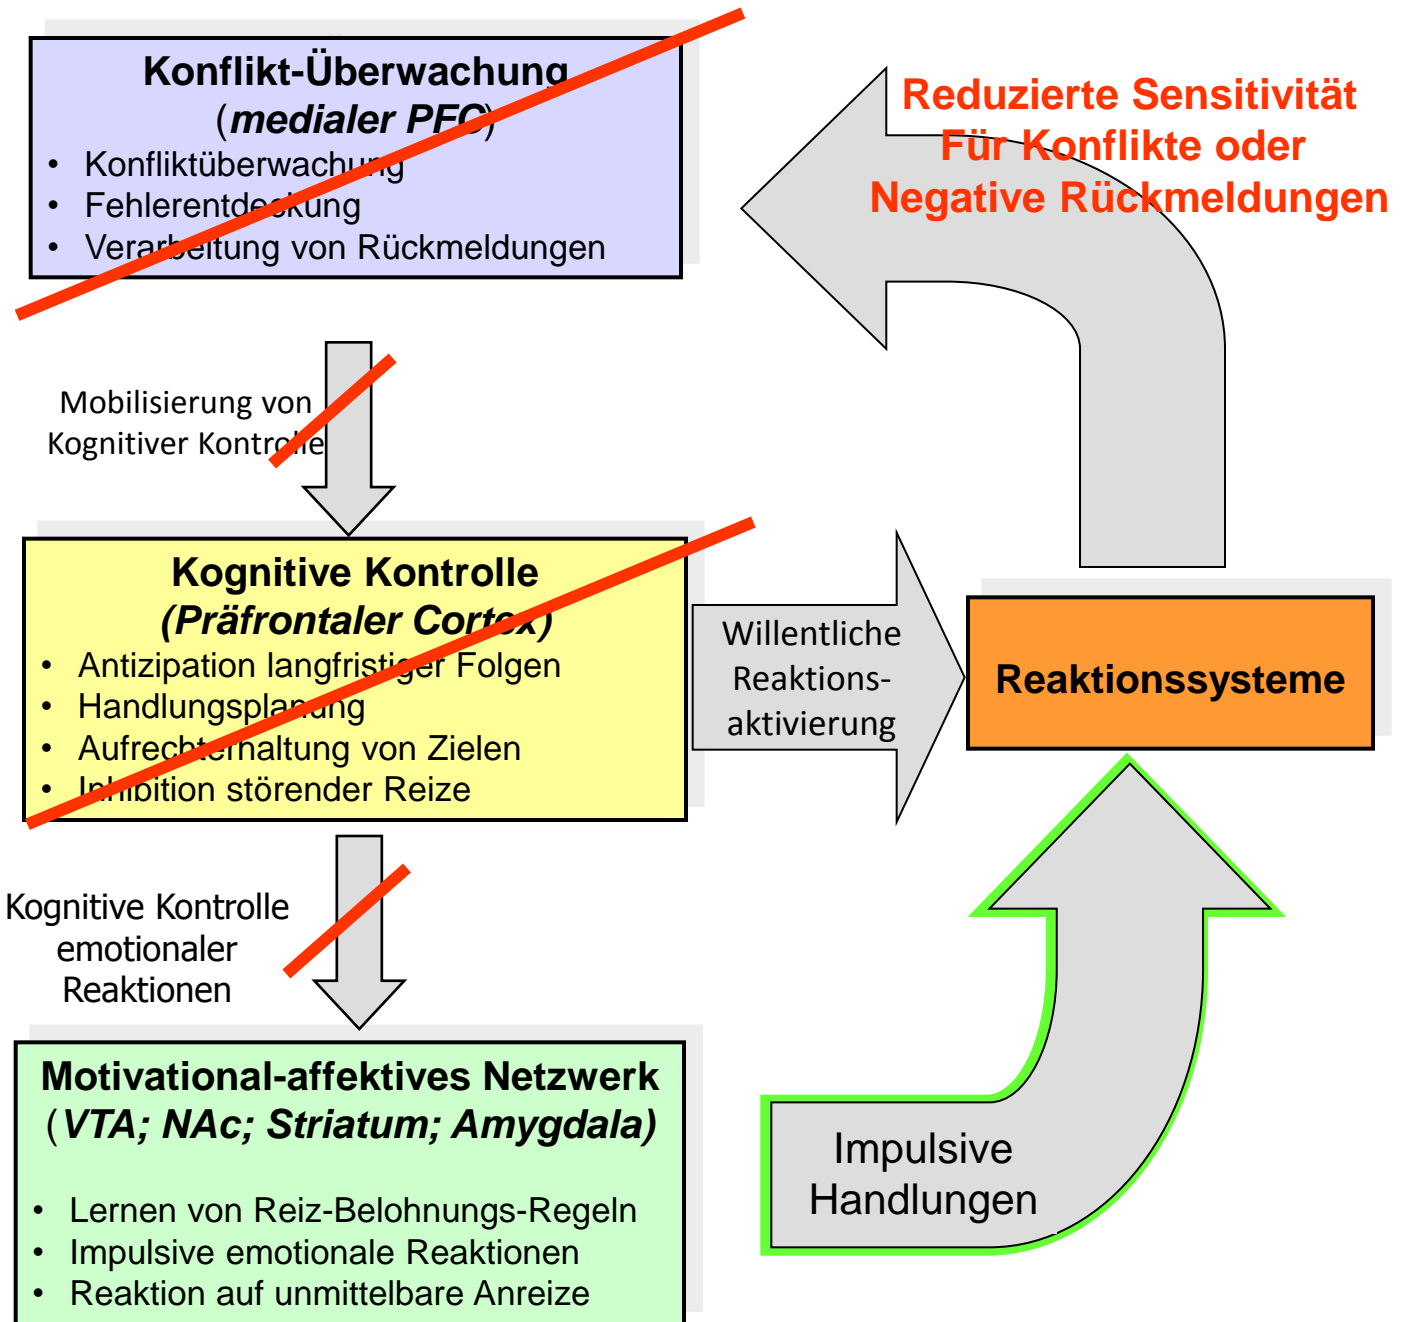 Konflikt-Überwachung
(medialer PFC)
• Konfliktüberwachung
• Fehlerentdeckung
• Verarbeitung von Rückmeldungen
Reduzierte Sensitivität
Für Konflikte oder
Negative Rückmeldungen
Mobilisierung von
Kognitiver Kontrolle
Kognitive Kontrolle
(Präfrontaler Cortex)
• Antizipation langfristiger Folgen
• Handlungsplanung
• Aufrechterhaltung von Zielen
• Inhibition störender Reize
Willentliche
Reaktions-
aktivierung
Reaktionssysteme
Kognitive Kontrolle
emotionaler
Reaktionen
Motivational-affektives Netzwerk
(VTA; NAc; Striatum; Amygdala)
• Lernen von Reiz-Belohnungs-Regeln
• Impulsive emotionale Reaktionen
• Reaktion auf unmittelbare Anreize
Impulsive
Handlungen